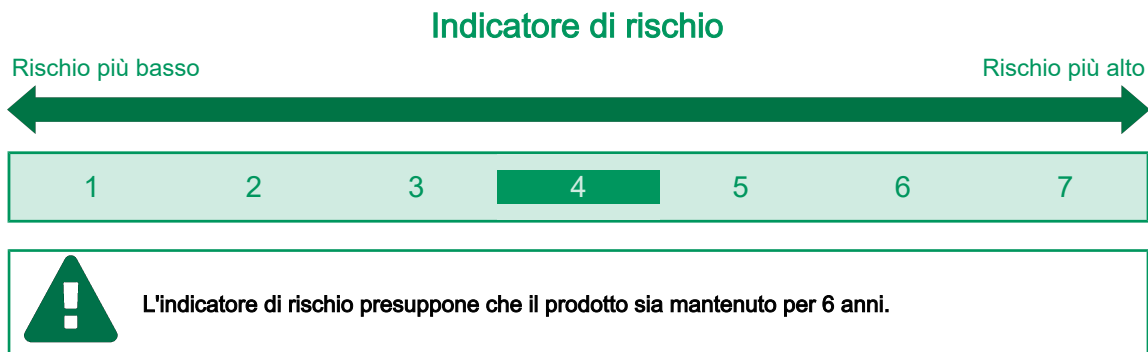 Indicatore di rischio
Rischio più basso
Rischio più alto
1 2 3 4 5 6 7
L'indicatore di rischio presuppone che il prodotto sia mantenuto per 6 anni.